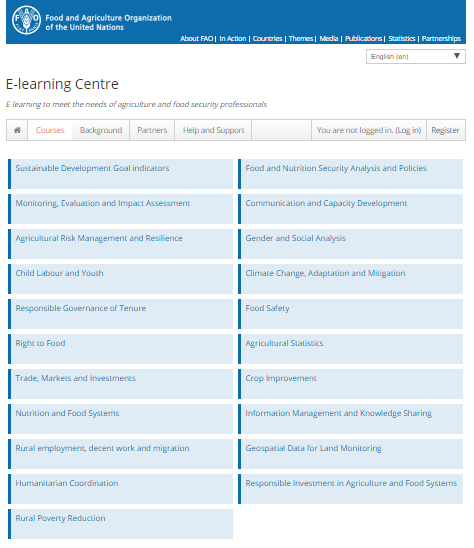 FAO
Food and Agriculture Organization
of the United Nations
About FAO | In Action | Countries | Themes | Media | Publications | Statistics | Partnerships
English (en)
E-learning Centre
E-learning to meet the needs of agriculture and food security professionals
Courses Background Partners Help and Support You are not logged in. (Log in) Register
Sustainable Development Goal indicators
Food and Nutrition Security Analysis and Policies
Monitoring, Evaluation and Impact Assessment
Communication and Capacity Development
Agricultural Risk Management and Resilience
Gender and Social Analysis
Child Labour and Youth
Climate Change, Adaptation and Mitigation
Responsible Governance of Tenure
Food Safety
Right to Food
Agricultural Statistics
Trade, Markets and Investments
Crop Improvement
Nutrition and Food Systems
Information Management and Knowledge Sharing
Rural employment, decent work and migration
Geospatial Data for Land Monitoring
Humanitarian Coordination
Responsible Investment in Agriculture and Food Systems
Rural Poverty Reduction